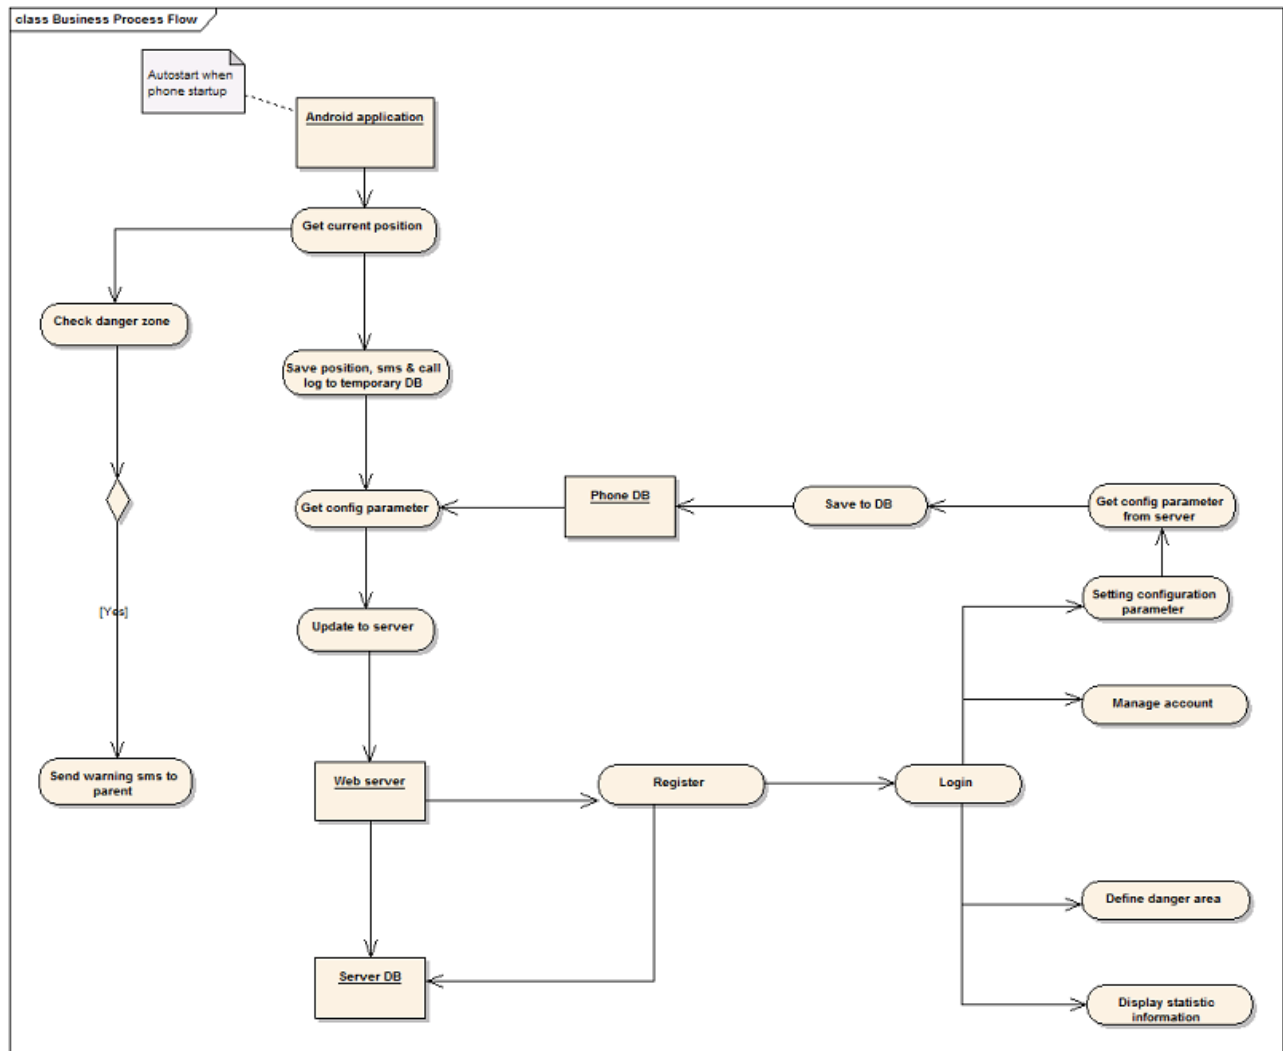 class Business Process Flow
Autostart when
phone startup
Android application
Get current position
Check danger zone
Save position, sms & call
log to temporary DB
Get config parameter
Phone DB
Save to DB
Get config parameter
from server
Setting configuration
parameter
[Yes]
Update to server
Manage account
Send warning sms to
parent
Web server
Register
Login
Define danger area
Server DB
Display statistic
information